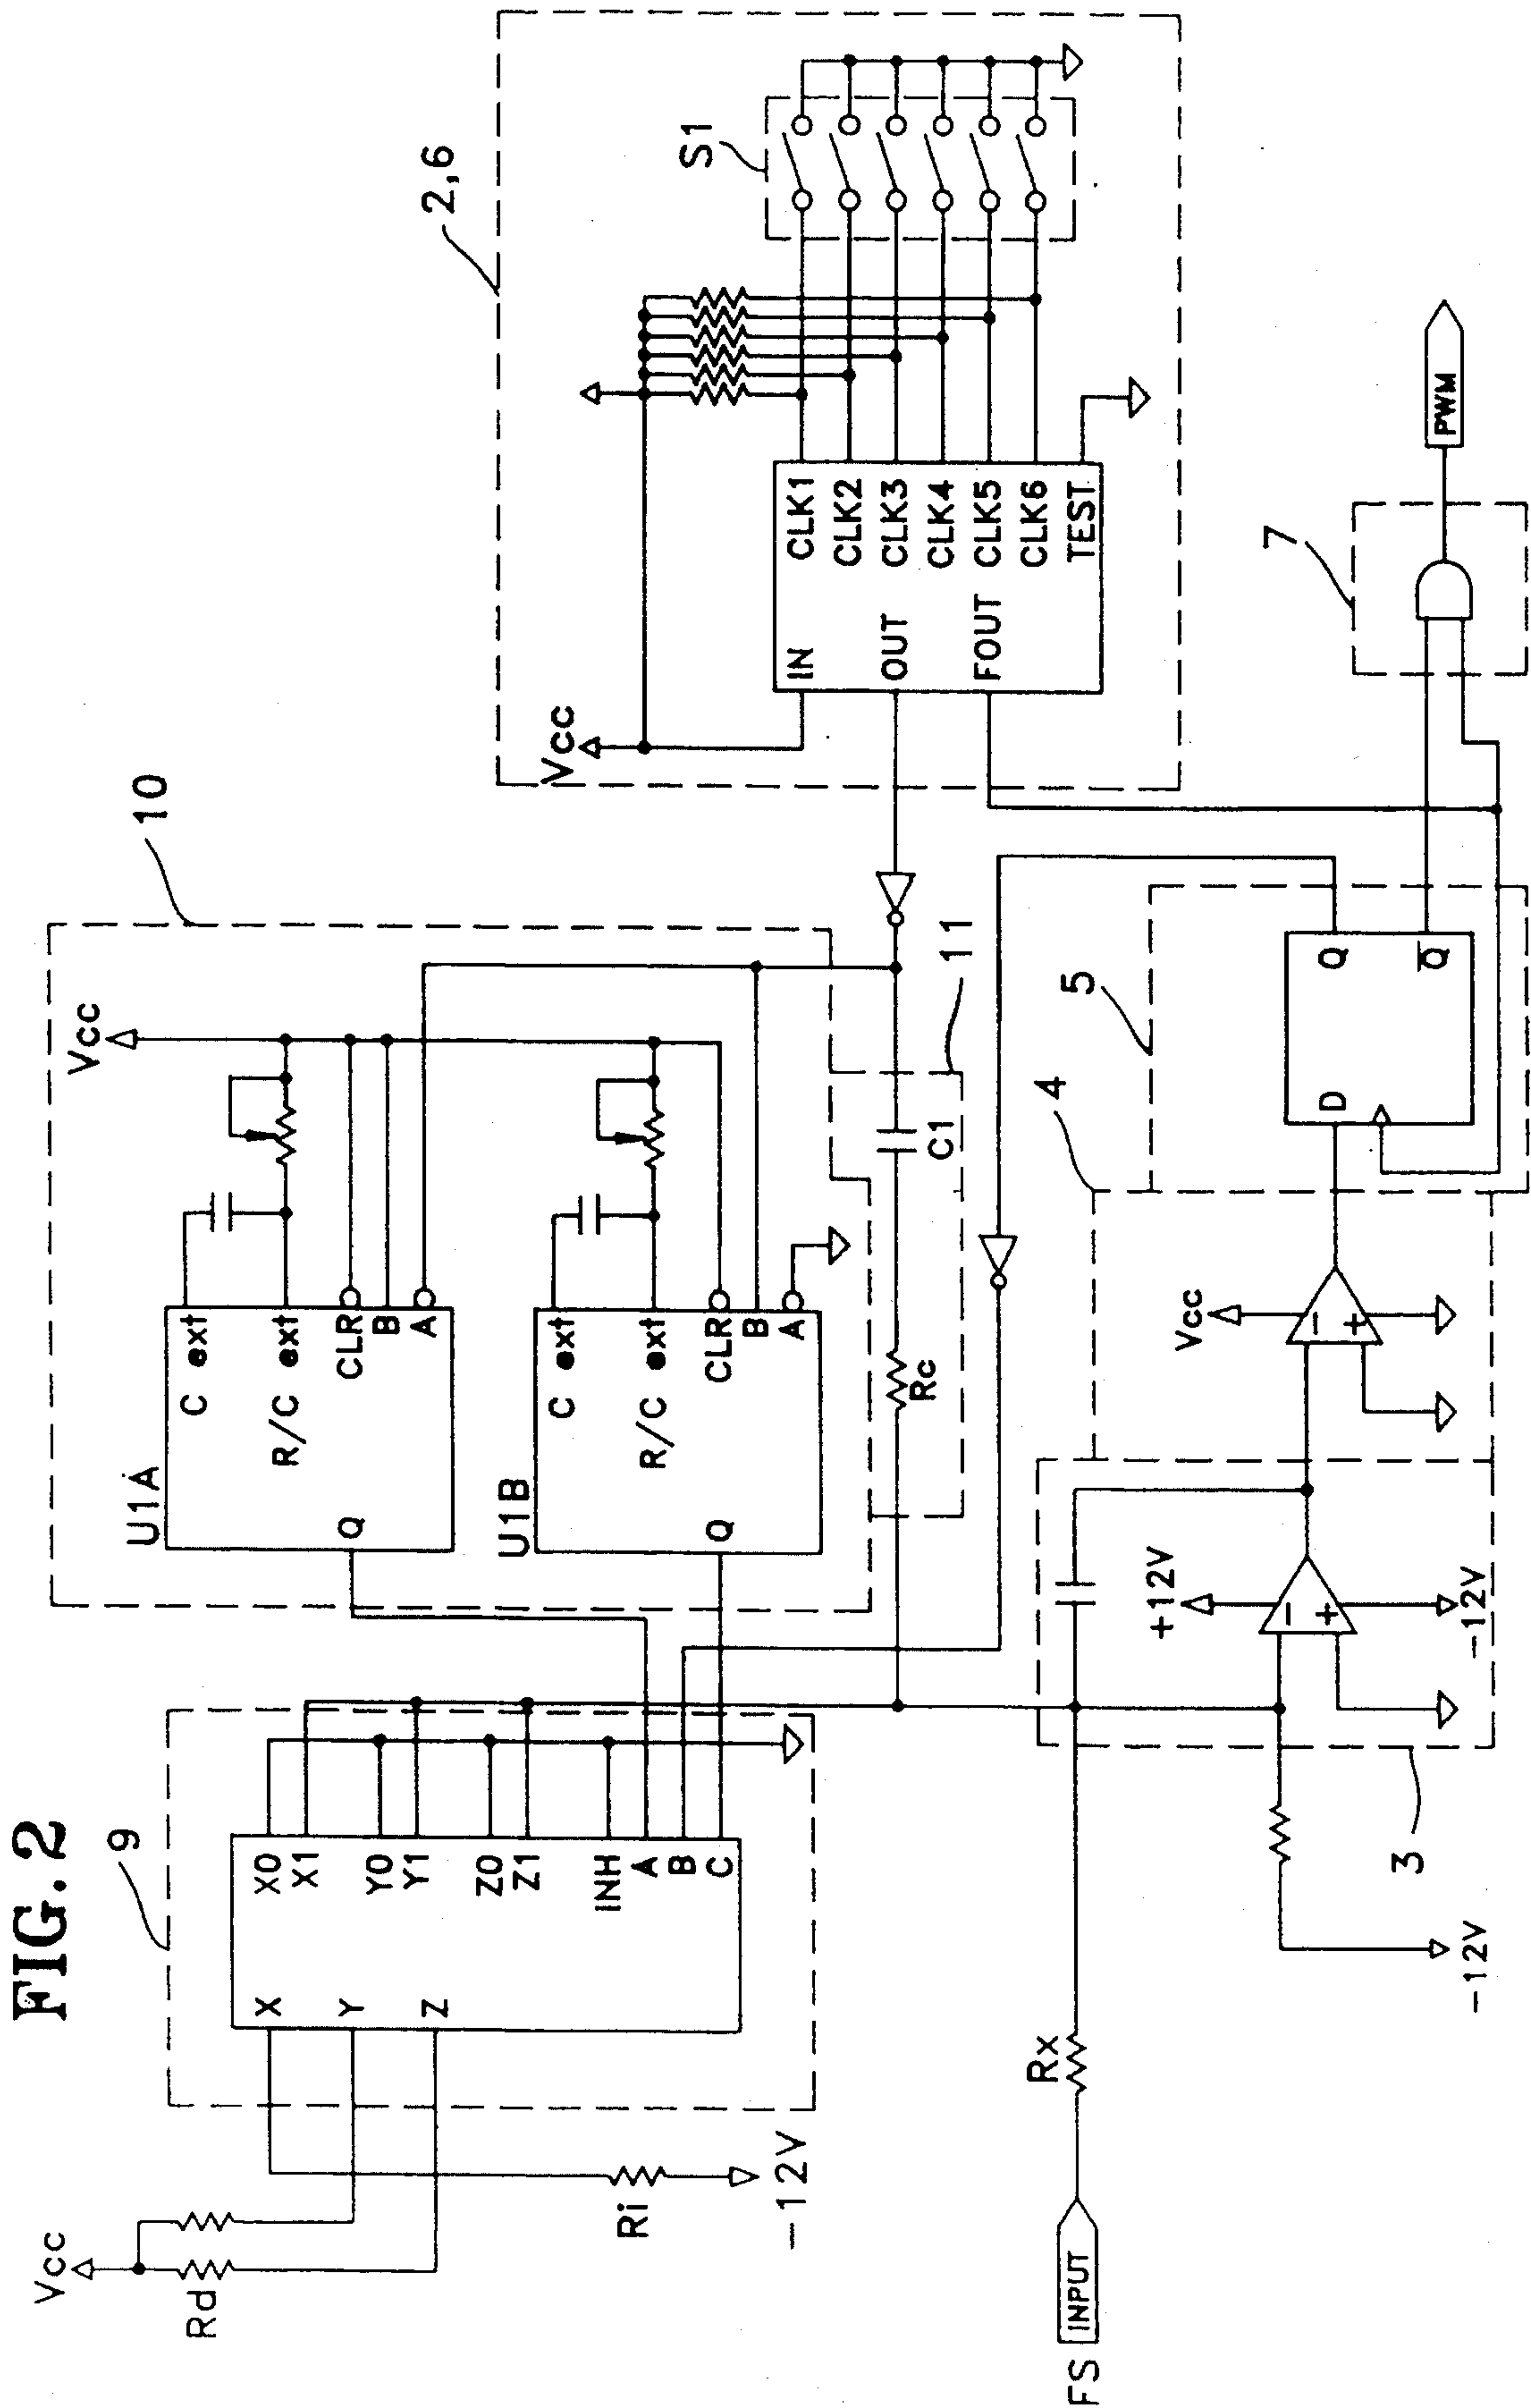 FIG.2
9
X
Y
Z
X0
X1
Y0
Y1
Z0
Z1
INH
A
B
C
Vcc
Rd
Ri
-12V
10
U1A
C ext
R/C ext
CLR
B
A
Q
Vcc
U1B
C ext
R/C ext
CLR
B
A
Q
11
Rc
C1
2,6
Vcc
IN
OUT
FOUT
CLK1
CLK2
CLK3
CLK4
CLK5
CLK6
TEST
S1
FS INPUT
Rx
3
-12V
+12V
-12V
-
+
4
Vcc
-
+
5
D
Q
Q̅
7
PWM